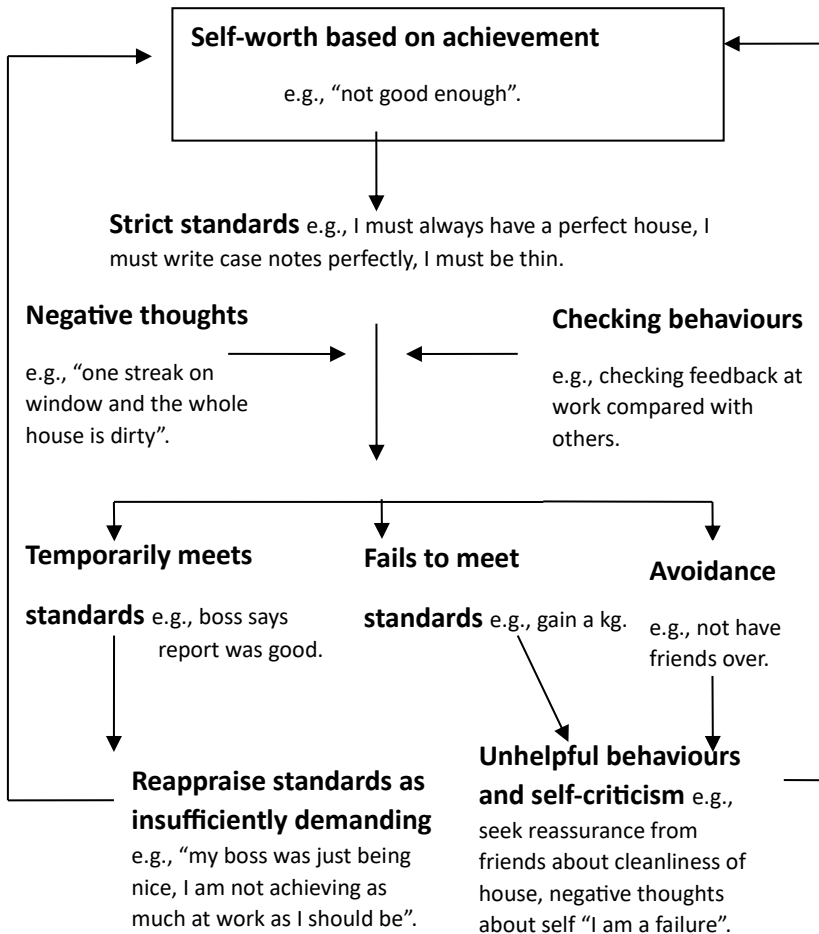 Self-worth based on achievement
e.g., “not good enough”.
Strict standards e.g., I must always have a perfect house, I
must write case notes perfectly, I must be thin.
Negative thoughts
e.g., “one streak on
window and the whole
house is dirty”.
Checking behaviours
e.g., checking feedback at
work compared with
others.
Temporarily meets
standards e.g., boss says
report was good.
Fails to meet
standards e.g., gain a kg.
Avoidance
e.g., not have
friends over.
Reappraise standards as
insufficiently demanding
e.g., “my boss was just being
nice, I am not achieving as
much at work as I should be”.
Unhelpful behaviours
and self-criticism e.g.,
seek reassurance from
friends about cleanliness of
house, negative thoughts
about self “I am a failure”.